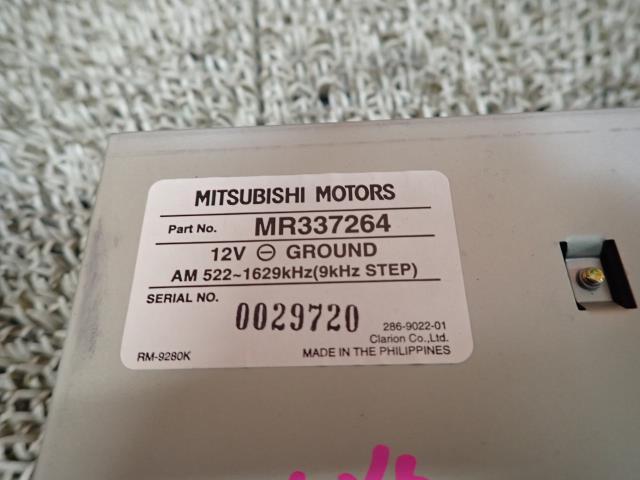 MITSUBISHI MOTORS
Part No. MR337264
12V ⊖ GROUND
AM 522~1629kHz(9kHz STEP)
SERIAL NO. 0029720
286-9022-01
Clarion Co.,Ltd.
RM-9280K MADE IN THE PHILIPPINES